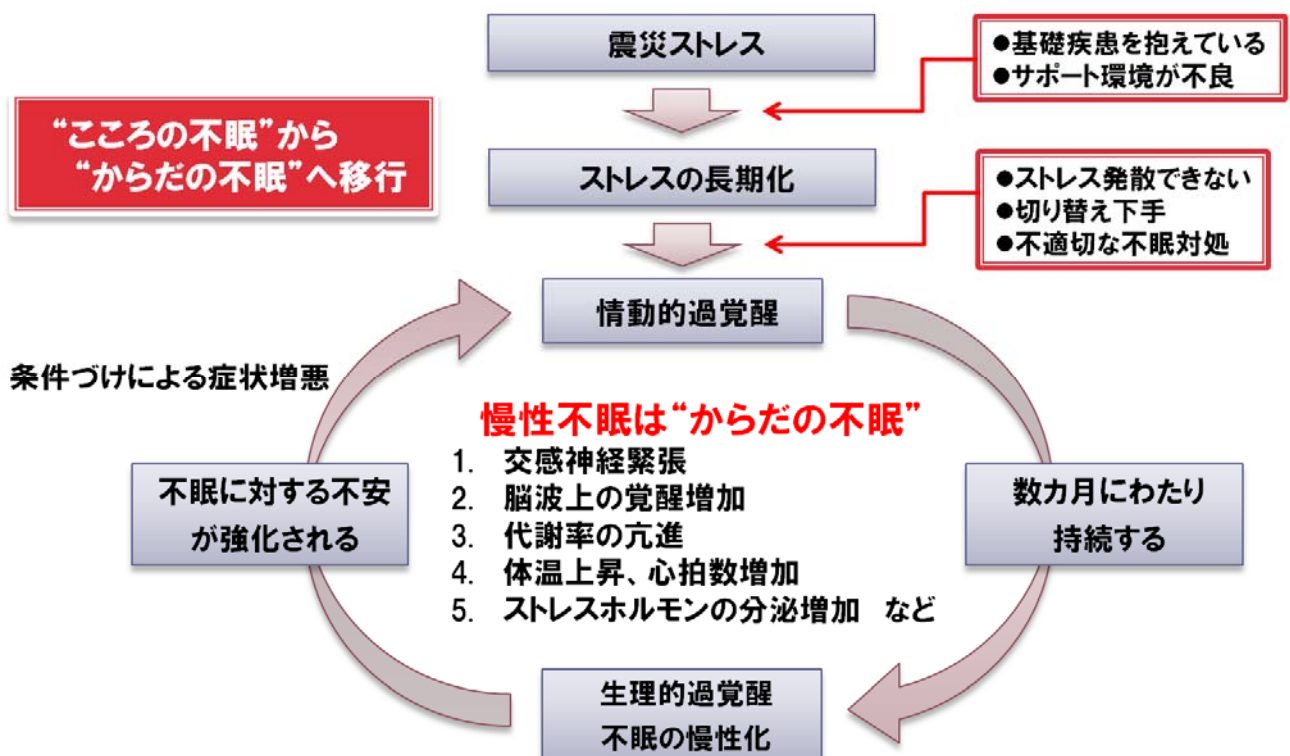 震災ストレス
●基礎疾患を抱えている
●サポート環境が不良
“こころの不眠”から
“からだの不眠”へ移行
ストレスの長期化
●ストレス発散できない
●切り替え下手
●不適切な不眠対処
情動的過覚醒
条件づけによる症状増悪
慢性不眠は“からだの不眠”
1. 交感神経緊張
2. 脳波上の覚醒増加
3. 代謝率の亢進
4. 体温上昇、心拍数増加
5. ストレスホルモンの分泌増加 など
不眠に対する不安
が強化される
数カ月にわたり
持続する
生理的過覚醒
不眠の慢性化